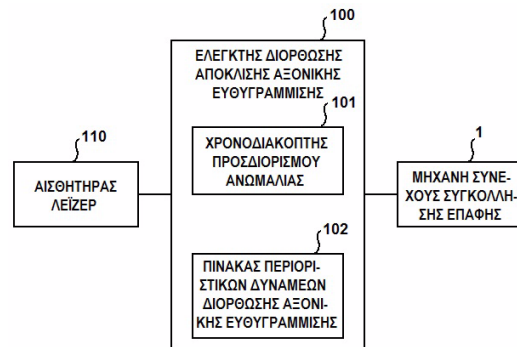 100
ΕΛΕΓΚΤΗΣ ΔΙΟΡΘΩΣΗΣ
ΑΠΟΚΛΙΣΗΣ ΑΞΟΝΙΚΗΣ
ΕΥΘΥΓΡΑΜΜΙΣΗΣ
101
ΧΡΟΝΟΔΙΑΚΟΠΤΗΣ
ΠΡΟΣΔΙΟΡΙΣΜΟΥ
ΑΝΩΜΑΛΙΑΣ
110
ΑΙΣΘΗΤΗΡΑΣ
ΛΕΪΖΕΡ
1
ΜΗΧΑΝΗ ΣΥΝΕ-
ΧΟΥΣ ΣΥΓΚΟΛΛΗ-
ΣΗΣ ΕΠΑΦΗΣ
102
ΠΙΝΑΚΑΣ ΠΕΡΙΟΡΙ-
ΣΤΙΚΩΝ ΔΥΝΑΜΕΩΝ
ΔΙΟΡΘΩΣΗΣ ΑΞΟΝΙ-
ΚΗΣ ΕΥΘΥΓΡΑΜΜΙΣΗΣ